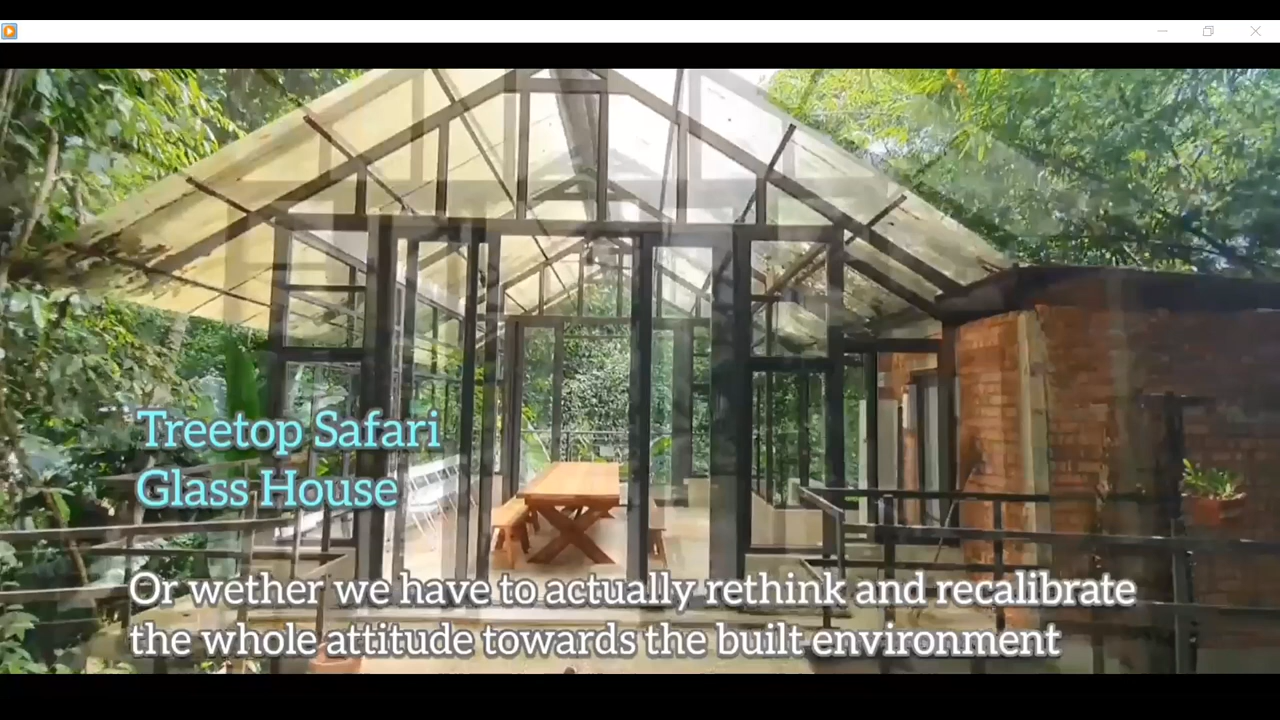 Treetop Safari
Glass House
Or wether we have to actually rethink and recalibrate
the whole attitude towards the built environment